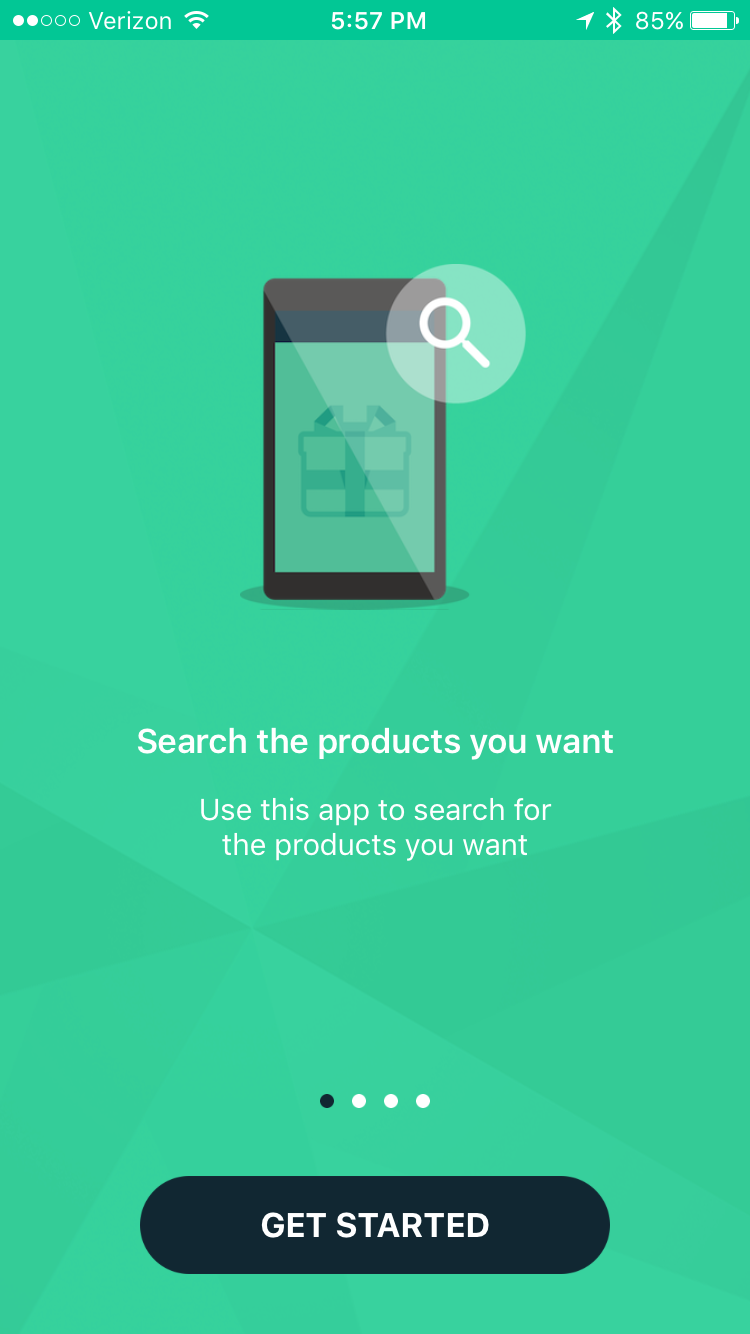 Verizon 5:57 PM 85%
Search the products you want
Use this app to search for
the products you want
GET STARTED